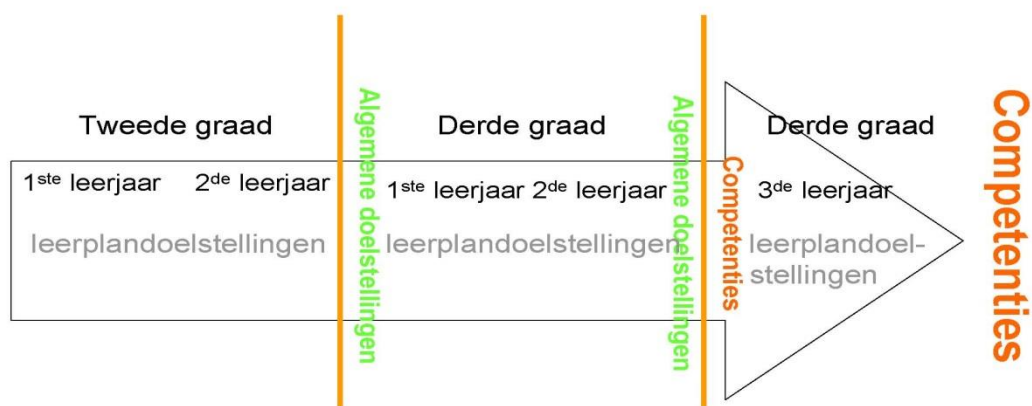 Tweede graad
1ste leerjaar 2de leerjaar
leerplandoelstellingen
Algemene doelstellingen
Derde graad
1ste leerjaar 2de leerjaar
leerplandoelstellingen
Algemene doelstellingen
Competenties
Derde graad
3de leerjaar
leerplandoel-
stellingen
Competenties